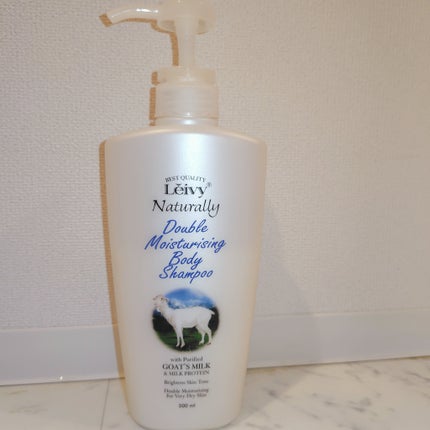 BEST QUALITY
Lĕivy®
Naturally
Double
Moisturising
Body
Shampoo
with Purified
GOAT'S MILK
& MILK PROTEIN
Brightens Skin Tone
Double Moisturising
For Very Dry Skin
500 ml